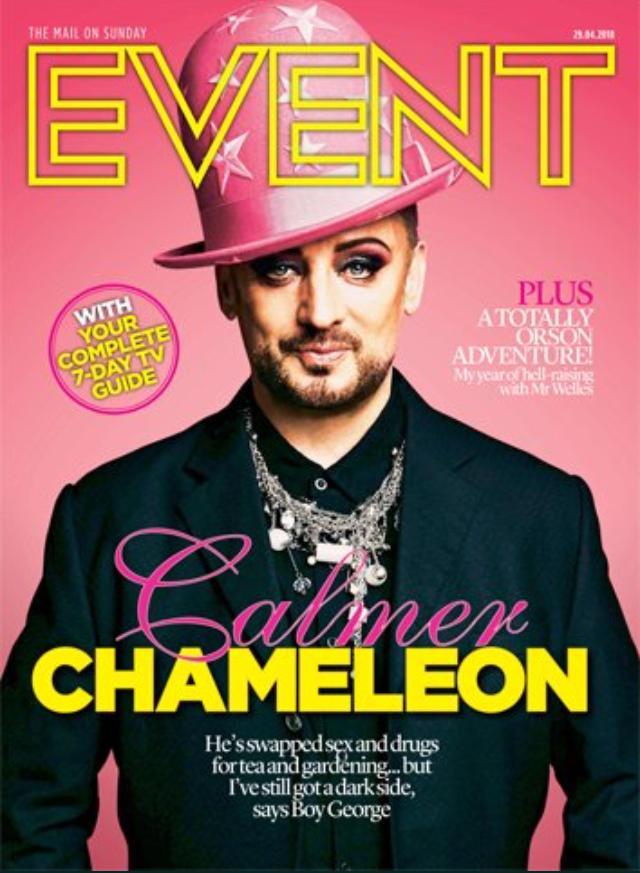 THE MAIL ON SUNDAY
29.04.2018
EVENT
WITH
YOUR
COMPLETE
7-DAY TV
GUIDE
PLUS
A TOTALLY
ORSON
ADVENTURE!
My year of hell-raising
with Mr Welles
Calmer
CHAMELEON
He's swapped sex and drugs
for tea and gardening... but
I've still got a dark side,
says Boy George